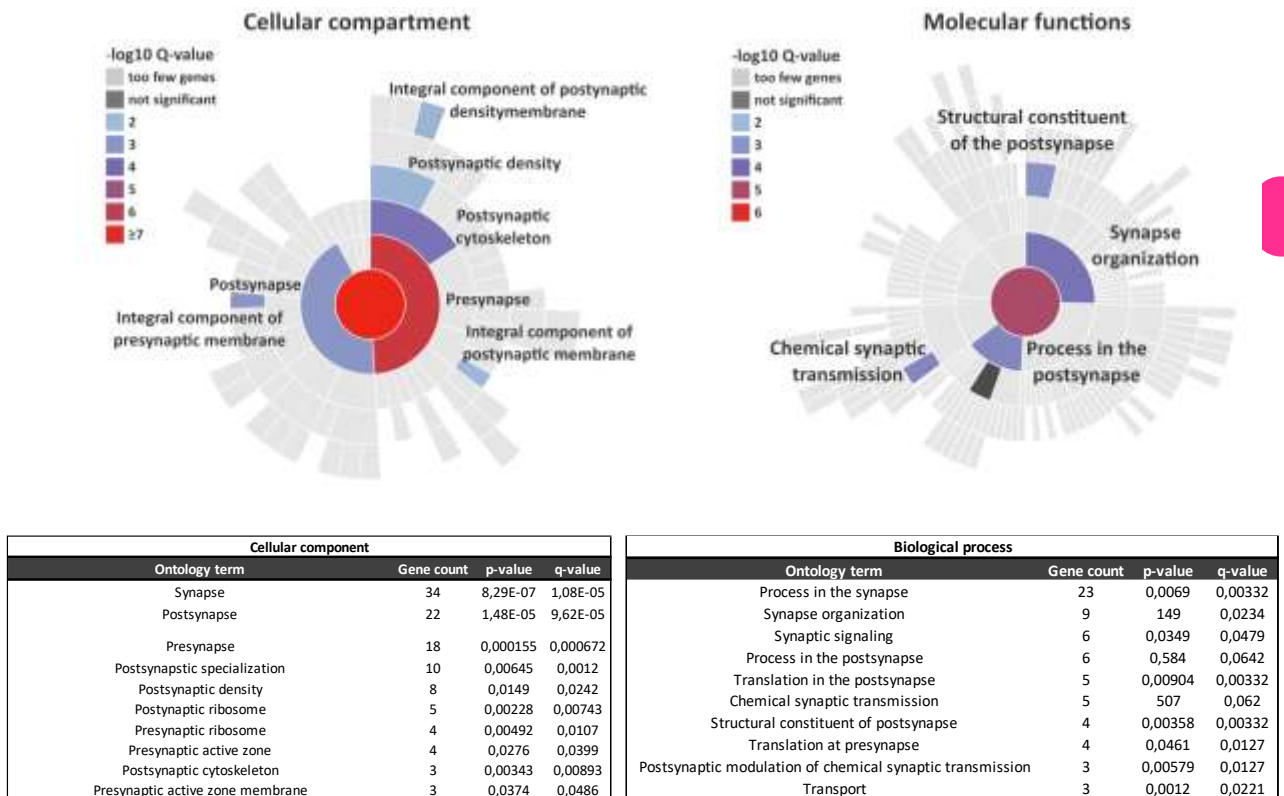 Cellular compartment
-log10 Q-value
too few genes
not significant
2
3
4
5
6
≥7
Integral component of postynaptic
densitymembrane
Postsynaptic density
Postsynaptic
cytoskeleton
Postsynapse
Presynapse
Integral component of
presynaptic membrane
Integral component of
postynaptic membrane
Molecular functions
-log10 Q-value
too few genes
not significant
2
3
4
5
6
Structural constituent
of the postsynapse
Synapse
organization
Chemical synaptic
transmission
Process in the
postsynapse
Cellular component
Ontology term Gene count p-value q-value
Synapse 34 8,29E-07 1,08E-05
Postsynapse 22 1,48E-05 9,62E-05
Presynapse 18 0,000155 0,000672
Postsynapstic specialization 10 0,00645 0,0012
Postsynaptic density 8 0,0149 0,0242
Postynaptic ribosome 5 0,00228 0,00743
Presynaptic ribosome 4 0,00492 0,0107
Presynaptic active zone 4 0,0276 0,0399
Postsynaptic cytoskeleton 3 0,00343 0,00893
Presynaptic active zone membrane 3 0,0374 0,0486
Biological process
Ontology term Gene count p-value q-value
Process in the synapse 23 0,0069 0,00332
Synapse organization 9 149 0,0234
Synaptic signaling 6 0,0349 0,0479
Process in the postsynapse 6 0,584 0,0642
Translation in the postsynapse 5 0,00904 0,00332
Chemical synaptic transmission 5 507 0,062
Structural constituent of postsynapse 4 0,00358 0,00332
Translation at presynapse 4 0,0461 0,0127
Postsynaptic modulation of chemical synaptic transmission 3 0,00579 0,0127
Transport 3 0,0012 0,0221